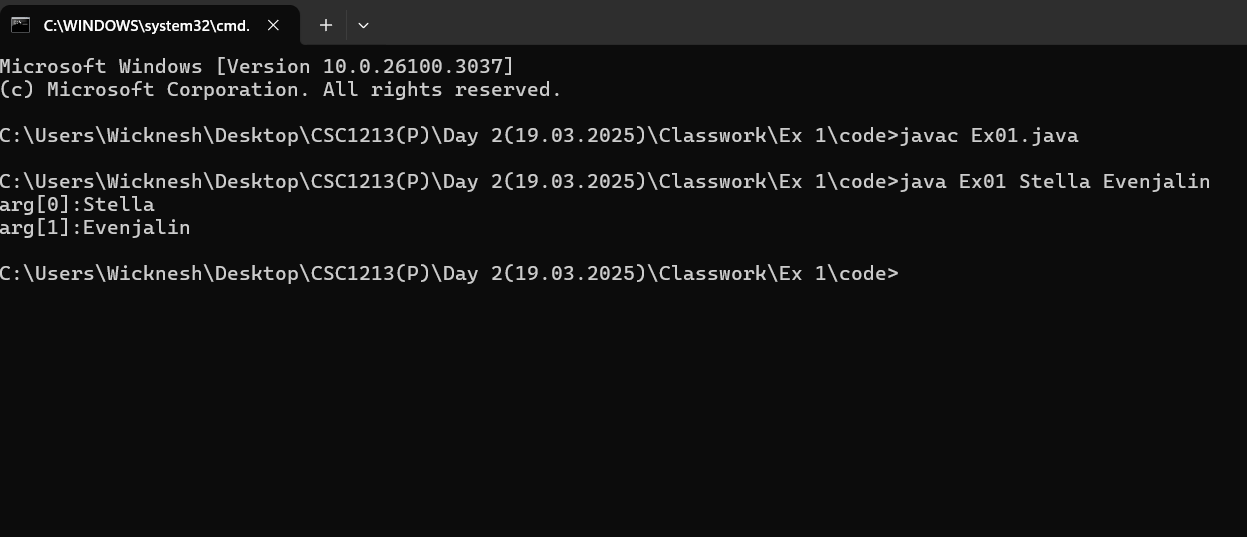 C:\WINDOWS\system32\cmd.
Microsoft Windows [Version 10.0.26100.3037]
(c) Microsoft Corporation. All rights reserved.
C:\Users\Wicknesh\Desktop\CSC1213(P)\Day 2(19.03.2025)\Classwork\Ex 1\code>javac Ex01.java
C:\Users\Wicknesh\Desktop\CSC1213(P)\Day 2(19.03.2025)\Classwork\Ex 1\code>java Ex01 Stella Evenjalin
arg[0]:Stella
arg[1]:Evenjalin
C:\Users\Wicknesh\Desktop\CSC1213(P)\Day 2(19.03.2025)\Classwork\Ex 1\code>